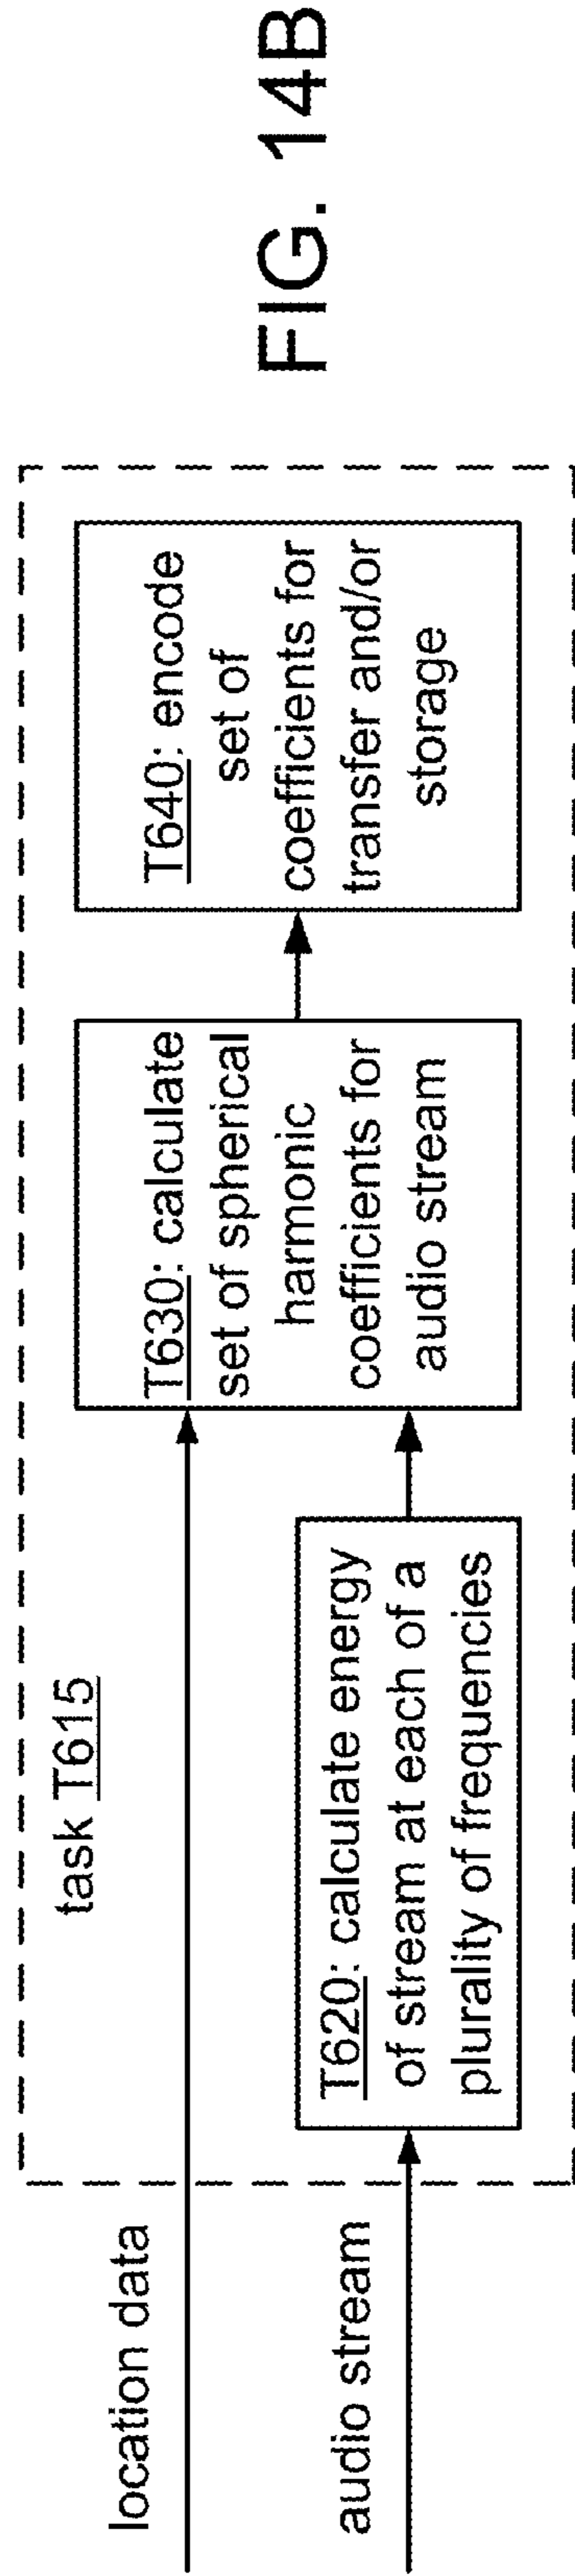 location data
audio stream
task T615
T620: calculate energy
of stream at each of a
plurality of frequencies
T630: calculate
set of spherical
harmonic
coefficients for
audio stream
T640: encode
set of
coefficients for
transfer and/or
storage
FIG. 14B